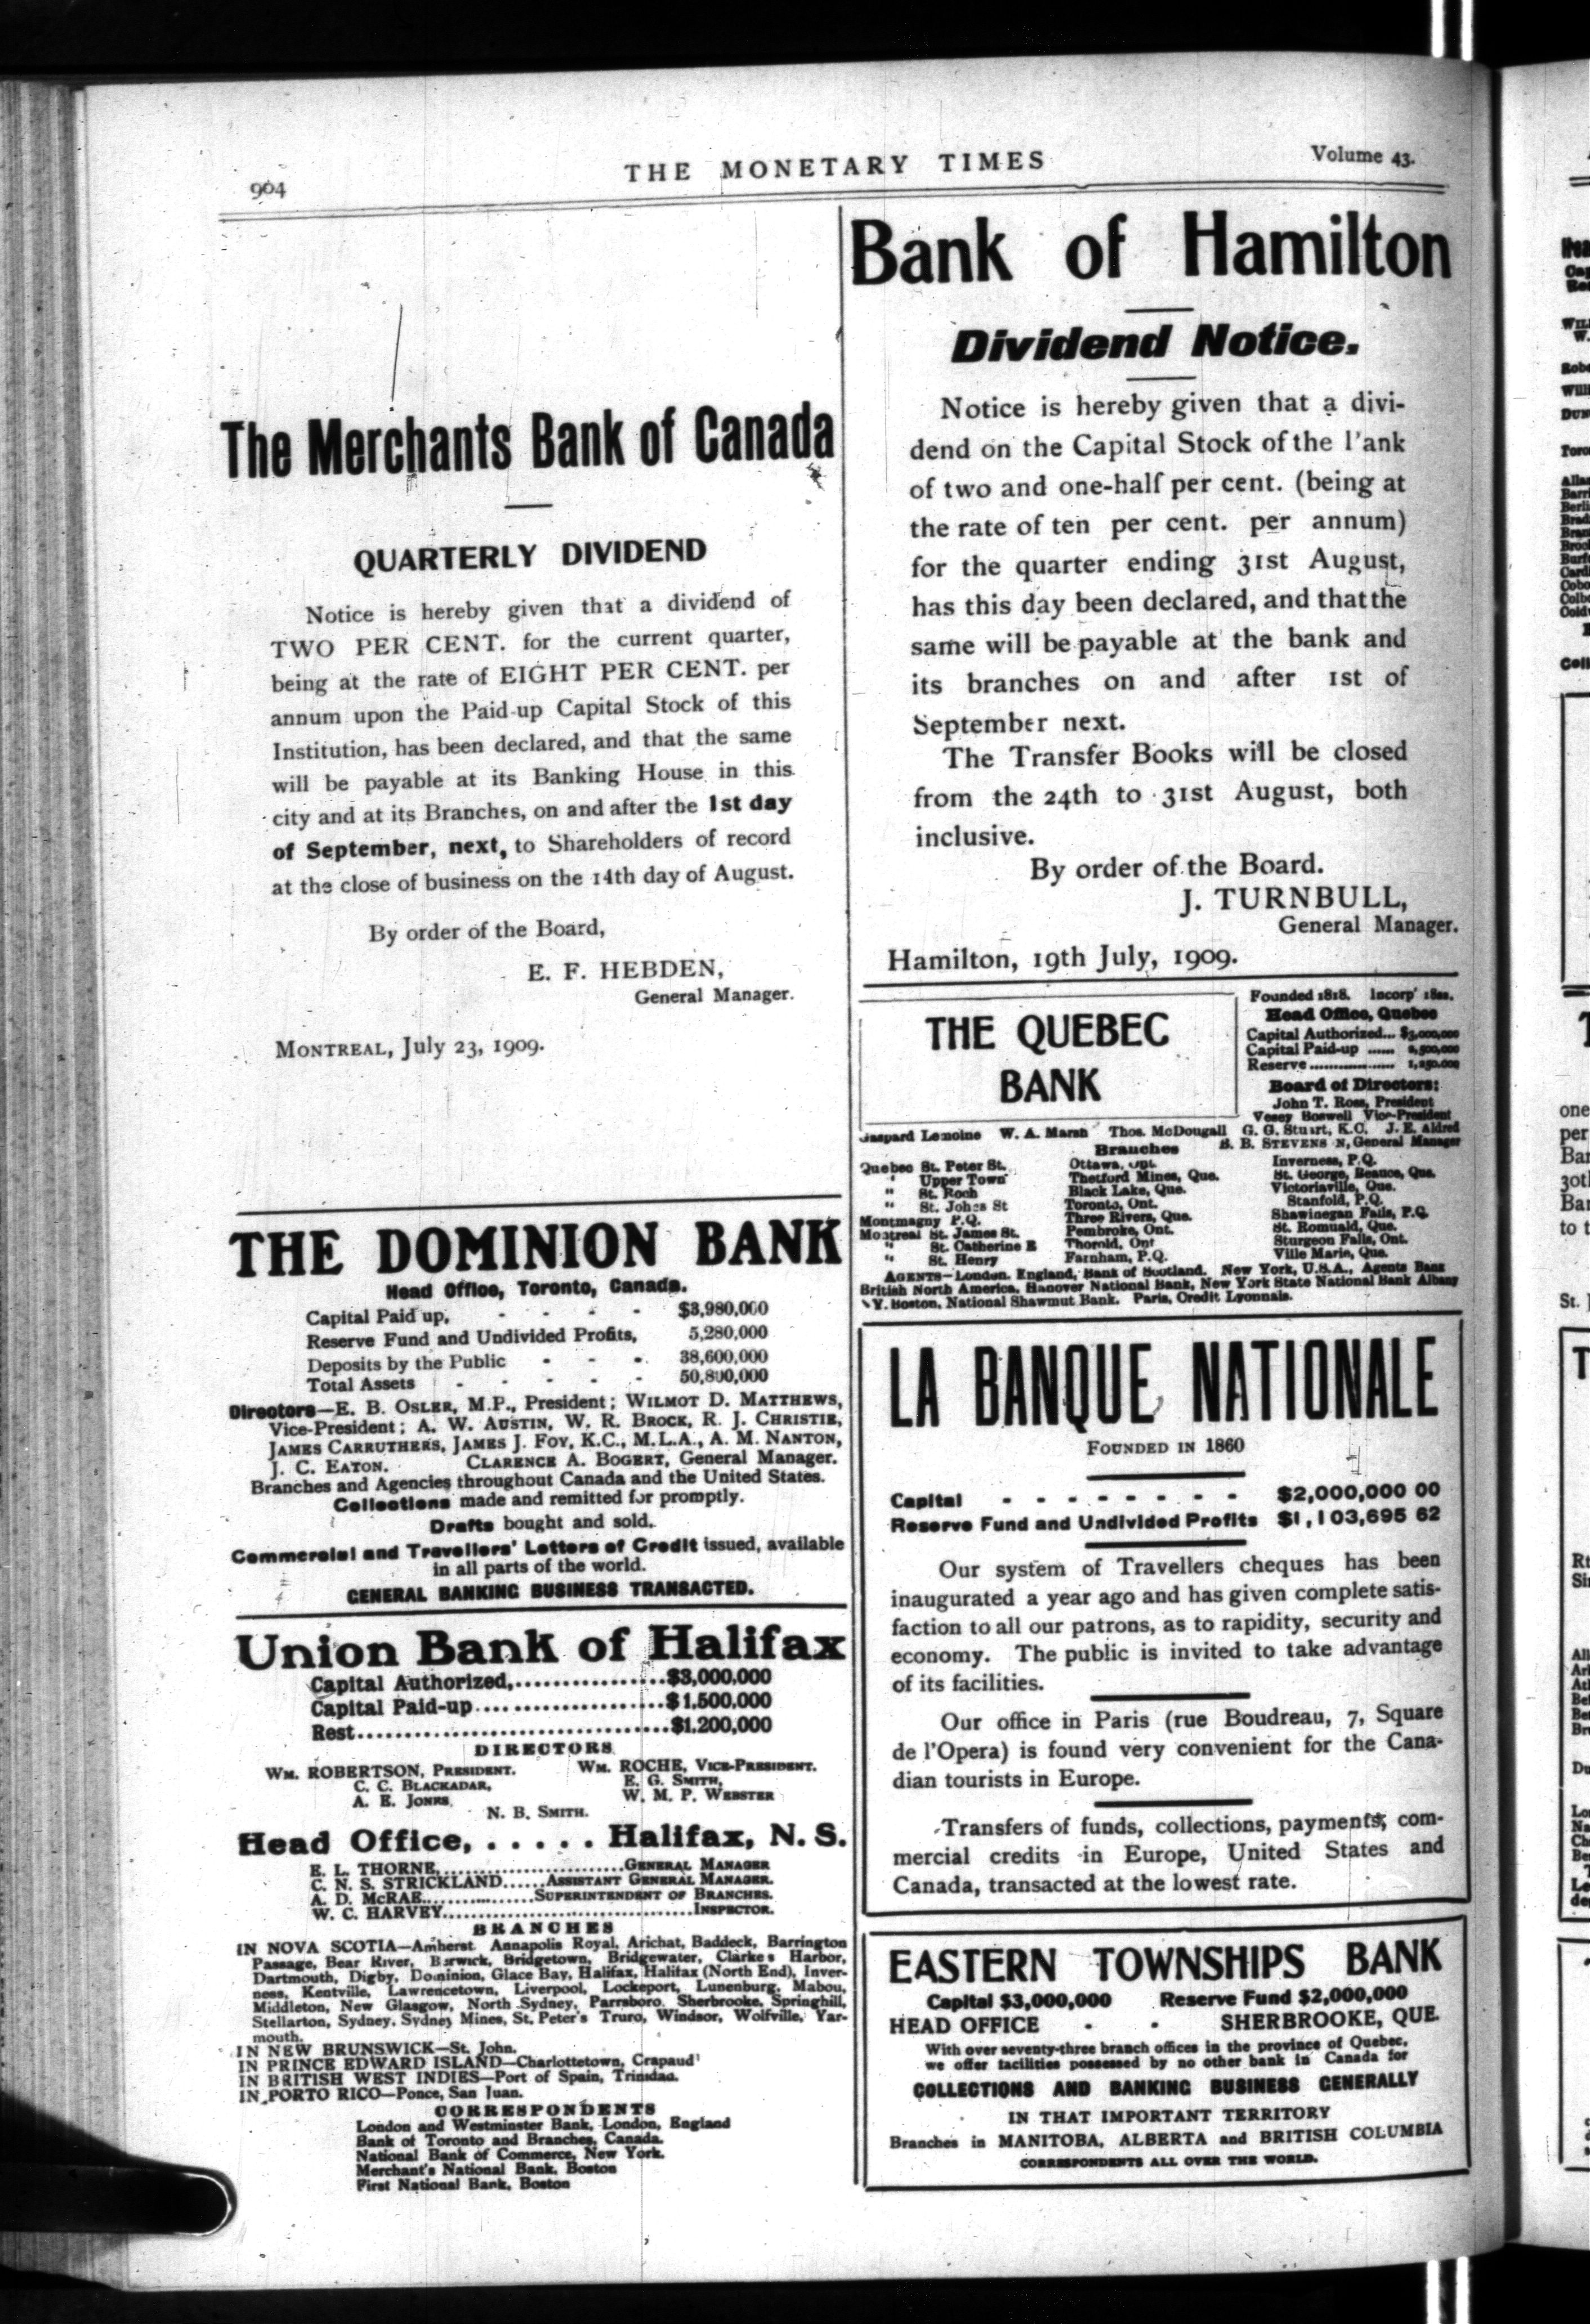 904
THE MONETARY TIMES
Volume 43.
The Merchants Bank of Canada
QUARTERLY DIVIDEND
Notice is hereby given that a dividend of
TWO PER CENT. for the current quarter,
being at the rate of EIGHT PER CENT. per
annum upon the Paid-up Capital Stock of this
Institution, has been declared, and that the same
will be payable at its Banking House in this
city and at its Branches, on and after the 1st day
of September, next, to Shareholders of record
at the close of business on the 14th day of August.
By order of the Board,
E. F. HEBDEN,
General Manager.
MONTREAL, July 23, 1909.
THE DOMINION BANK
Head Office, Toronto, Canada.
Capital Paid up, - - - - $3,980,000
Reserve Fund and Undivided Profits, 5,280,000
Deposits by the Public - - - 38,600,000
Total Assets - - - - - 50,800,000
Directors—E. B. OSLER, M.P., President; WILMOT D. MATTHEWS,
Vice-President; A. W. AUSTIN, W. R. BROCK, R. J. CHRISTIE,
JAMES CARRUTHERS, JAMES J. FOY, K.C., M.L.A., A. M. NANTON,
J. C. EATON. CLARENCE A. BOGERT, General Manager.
Branches and Agencies throughout Canada and the United States.
Collections made and remitted for promptly.
Drafts bought and sold.
Commercial and Travellers' Letters of Credit issued, available
in all parts of the world.
GENERAL BANKING BUSINESS TRANSACTED.
Union Bank of Halifax
Capital Authorized,................$3,000,000
Capital Paid-up....................$1,500,000
Rest...............................$1.200,000
DIRECTORS
WM. ROBERTSON, PRESIDENT. WM. ROCHE, VICE-PRESIDENT.
C. C. BLACKADAR, E. G. SMITH,
A. E. JONES, W. M. P. WEBSTER
N. B. SMITH.
Head Office, . . . . . Halifax, N. S.
E. L. THORNE,.........................GENERAL MANAGER
C. N. S. STRICKLAND......ASSISTANT GENERAL MANAGER.
A. D. McRAE...............SUPERINTENDENT OF BRANCHES.
W. C. HARVEY..................................INSPECTOR.
BRANCHES
IN NOVA SCOTIA—Amherst Annapolis Royal, Arichat, Baddeck, Barrington
Passage, Bear River, Berwick, Bridgetown, Bridgewater, Clarke s Harbor,
Dartmouth, Digby, Dominion, Glace Bay, Halifax, Halifax (North End), Inver-
ness, Kentville, Lawrencetown, Liverpool, Lockeport, Lunenburg, Mabou,
Middleton, New Glasgow, North Sydney, Parrsboro. Sherbrooke, Springhill,
Stellarton, Sydney, Sydney Mines, St. Peter's Truro, Windsor, Wolfville, Yar-
mouth.
IN NEW BRUNSWICK—St. John.
IN PRINCE EDWARD ISLAND—Charlottetown, Crapaud
IN BRITISH WEST INDIES—Port of Spain, Trinidad.
IN PORTO RICO—Ponce, San Juan.
CORRESPONDENTS
London and Westminster Bank, London, England
Bank of Toronto and Branches, Canada.
National Bank of Commerce, New York.
Merchant's National Bank, Boston
First National Bank, Boston
Bank of Hamilton
Dividend Notice.
Notice is hereby given that a divi-
dend on the Capital Stock of the l'ank
of two and one-half per cent. (being at
the rate of ten per cent. per annum)
for the quarter ending 31st August,
has this day been declared, and that the
same will be payable at the bank and
its branches on and after 1st of
September next.
The Transfer Books will be closed
from the 24th to 31st August, both
inclusive.
By order of the Board.
J. TURNBULL,
General Manager.
Hamilton, 19th July, 1909.
THE QUEBEC
BANK
Founded 1818. Incorp'
Head Office, Quebec
Capital Authorized... $3,000,000
Capital Paid-up ...... 2,500,000
Reserve.................. 1,250,000
Board of Directors:
John T. Ross, President
Vesey Boswell Vice-President
Gaspard Lemoine W. A. Marsh Thos. McDougall G. G. Stuart, K.C. J. E. Aldred
B. B. STEVENS N, General Manager
Branches
Quebec St. Peter St. Ottawa, Ont. Inverness, P.Q.
" Upper Town Thetford Mines, Que. St. George, Beauce, Que.
" St. Roch Black Lake, Que. Victoriaville, Que.
" St. Johns St Toronto, Ont. Stanfold, P.Q.
Montmagny P.Q. Three Rivers, Que. Shawinegan Falls, P.Q.
Montreal St. James St. Pembroke, Ont. St. Romuald, Que.
" St. Catherine E Thorold, Ont Sturgeon Falls, Ont.
" St. Henry Farnham, P.Q. Ville Marie, Que.
AGENTS—London, England, Bank of Scotland. New York, U.S.A., Agents Bank
British North America, Hanover National Bank, New York State National Bank Albany
N Y. Boston, National Shawmut Bank. Paris, Credit Lyonnais.
LA BANQUE NATIONALE
FOUNDED IN 1860
Capital - - - - - - - - $2,000,000 00
Reserve Fund and Undivided Profits $1,103,695 62
Our system of Travellers cheques has been
inaugurated a year ago and has given complete satis-
faction to all our patrons, as to rapidity, security and
economy. The public is invited to take advantage
of its facilities.
Our office in Paris (rue Boudreau, 7, Square
de l'Opera) is found very convenient for the Cana-
dian tourists in Europe.
Transfers of funds, collections, payments, com-
mercial credits in Europe, United States and
Canada, transacted at the lowest rate.
EASTERN TOWNSHIPS BANK
Capital $3,000,000 Reserve Fund $2,000,000
HEAD OFFICE - - SHERBROOKE, QUE.
With over seventy-three branch offices in the province of Quebec,
we offer facilities possessed by no other bank in Canada for
COLLECTIONS AND BANKING BUSINESS GENERALLY
IN THAT IMPORTANT TERRITORY
Branches in MANITOBA, ALBERTA and BRITISH COLUMBIA
CORRESPONDENTS ALL OVER THE WORLD.